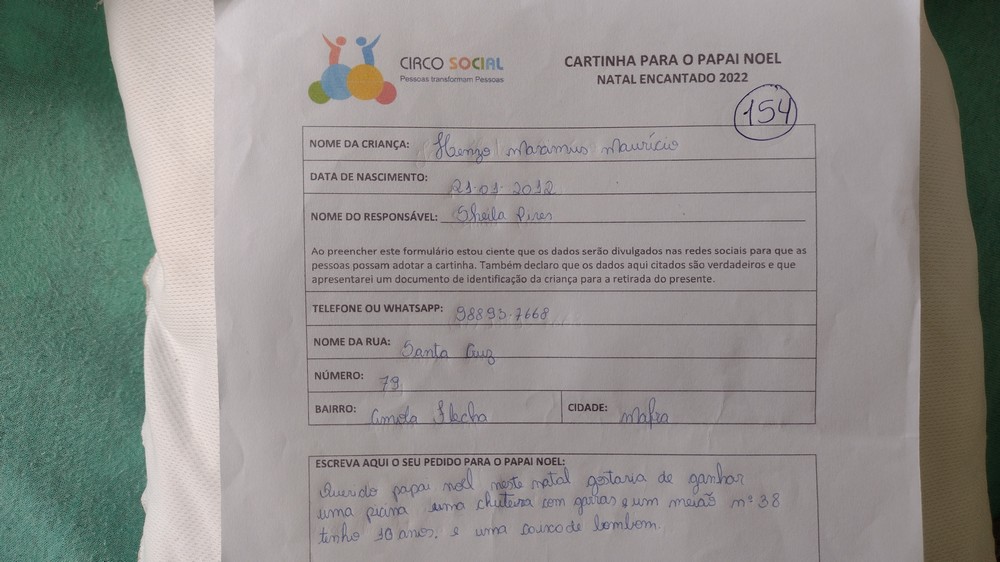 CIRCO SOCIAL
Pessoas transformam Pessoas
CARTINHA PARA O PAPAI NOEL
NATAL ENCANTADO 2022
154
NOME DA CRIANÇA: Henzo Maximus Maurício
DATA DE NASCIMENTO: 21.01.2012
NOME DO RESPONSÁVEL: Sheila Pires
Ao preencher este formulário estou ciente que os dados serão divulgados nas redes sociais para que as
pessoas possam adotar a cartinha. Também declaro que os dados aqui citados são verdadeiros e que
apresentarei um documento de identificação da criança para a retirada do presente.
TELEFONE OU WHATSAPP: 98893.7668
NOME DA RUA: Santa Cruz
NÚMERO: 79
BAIRRO: Amola Flecha CIDADE: Mafra
ESCREVA AQUI O SEU PEDIDO PARA O PAPAI NOEL:
Querido papai noel neste natal gostaria de ganhar
uma chuteira com garras e um meião nº 38
tenho 10 anos. e uma de bombom